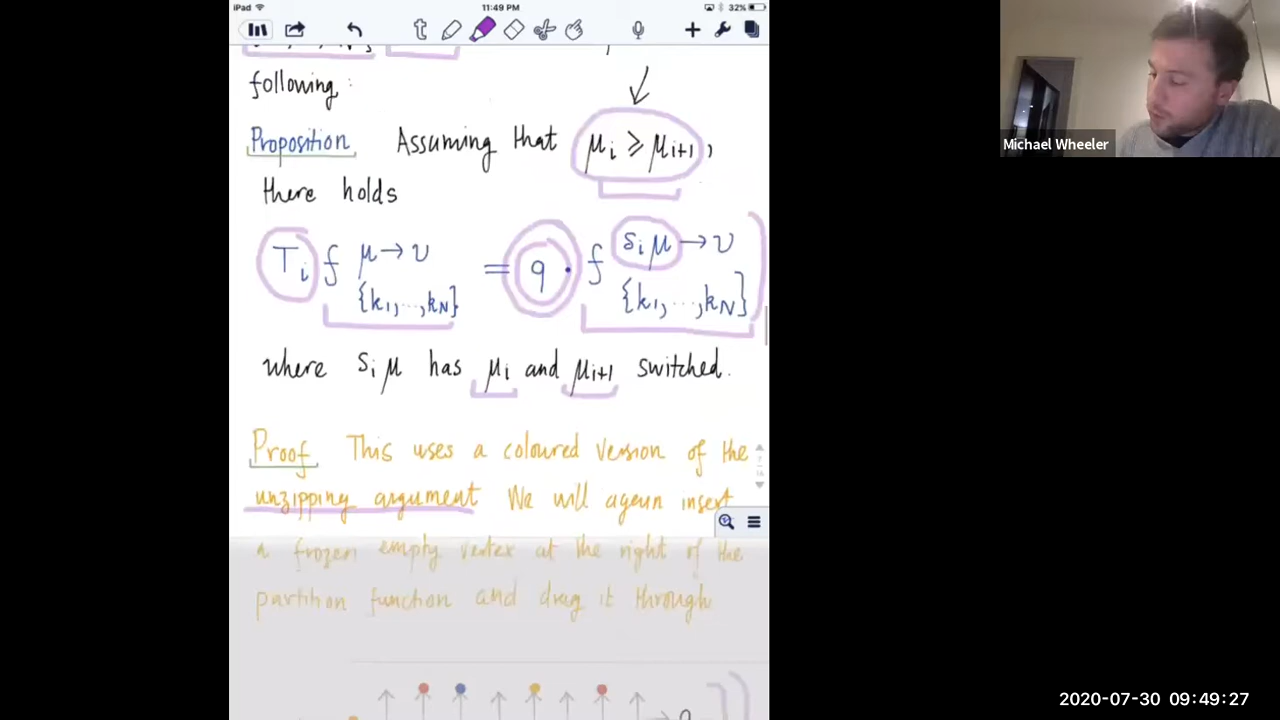 iPad
11:49 PM
32%
following:
Proposition Assuming that μi ⩾ μi+1,
there holds
Ti f μ→ν {k1,...,kN} = q · f siμ→ν {k1,...,kN}
where siμ has μi and μi+1 switched.
Proof This uses a coloured version of the
unzipping argument We will again insert
a frozen empty vertex at the right of the
partition function and drag it through
Michael Wheeler
2020-07-30 09:49:27